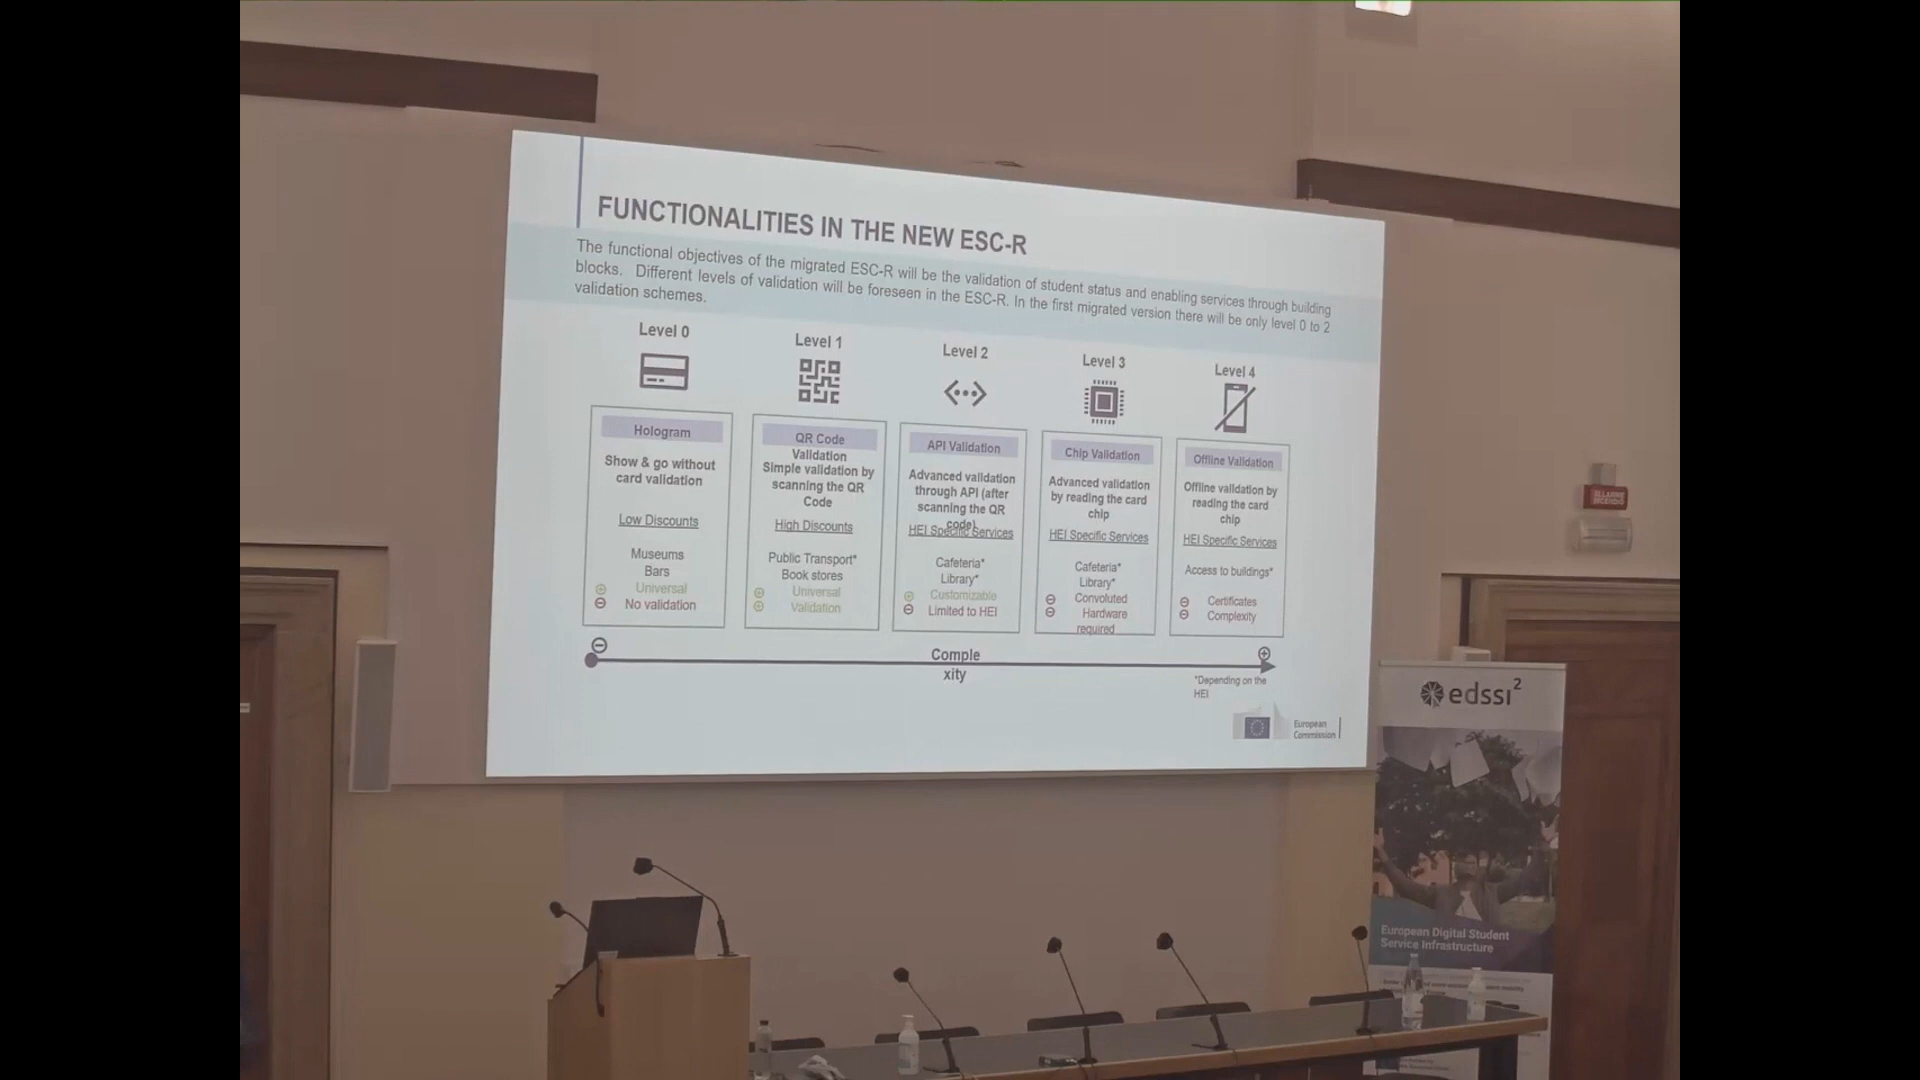 FUNCTIONALITIES IN THE NEW ESC-R
The functional objectives of the migrated ESC-R will be the validation of student status and enabling services through building
blocks. Different levels of validation will be foreseen in the ESC-R. In the first migrated version there will be only level 0 to 2
validation schemes.
Level 0
Hologram
Show & go without
card validation
Low Discounts
Museums
Bars
Universal
No validation
Level 1
QR Code
Validation
Simple validation by
scanning the QR
Code
High Discounts
Public Transport*
Book stores
Universal
Validation
Level 2
API Validation
Advanced validation
through API (after
scanning the QR
code)
HEI Specific Services
Cafeteria*
Library*
Customizable
Limited to HEI
Level 3
Chip Validation
Advanced validation
by reading the card
chip
HEI Specific Services
Cafeteria*
Library*
Convoluted
Hardware
required
Level 4
Offline Validation
Offline validation by
reading the card
chip
HEI Specific Services
Access to buildings*
Certificates
Complexity
Comple
xity
*Depending on the
HEI
European
Commission
edssi2
European Digital Student
Service Infrastructure